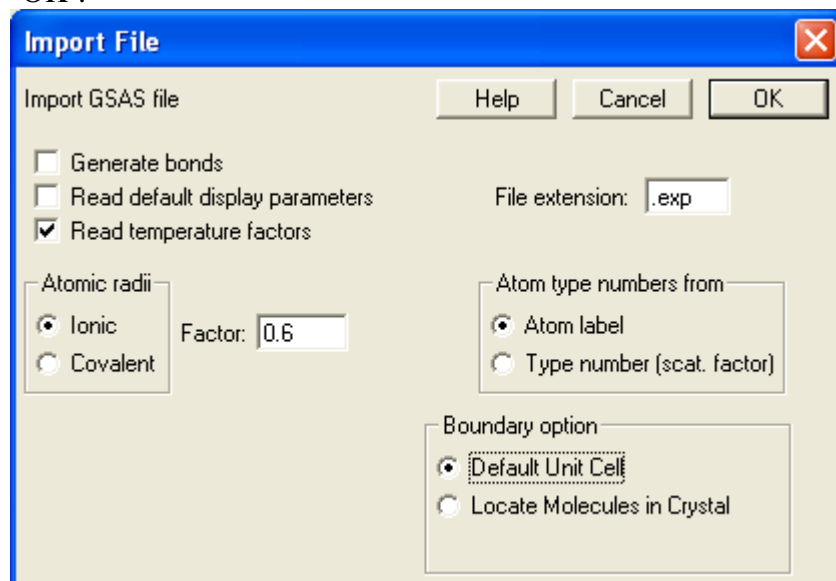 OK .
Import File
Import GSAS file Help Cancel OK
Generate bonds
Read default display parameters File extension: .exp
Read temperature factors
Atomic radii Atom type numbers from
Ionic Factor: 0.6 Atom label
Covalent Type number (scat. factor)
Boundary option
Default Unit Cell
Locate Molecules in Crystal